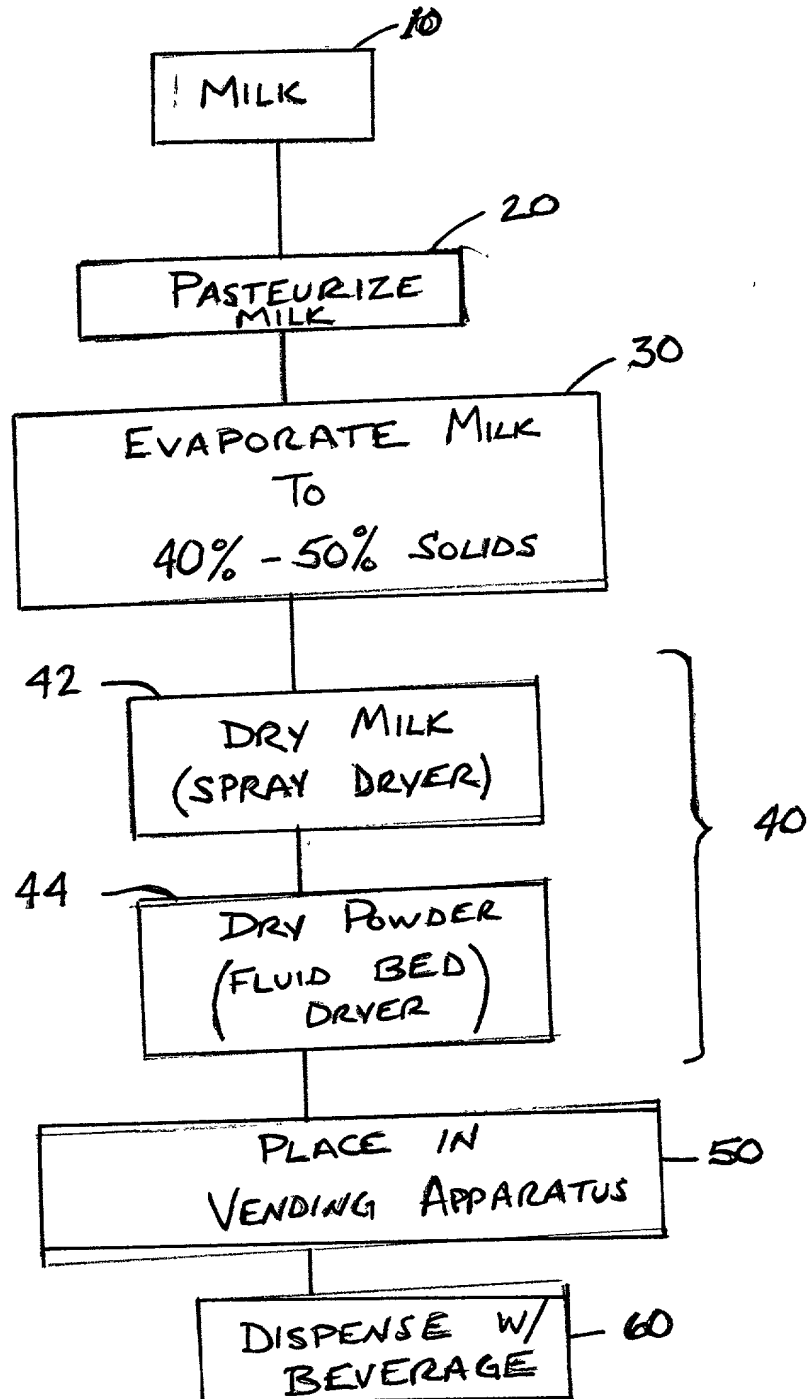 10
MILK
20
PASTEURIZE
MILK
30
EVAPORATE MILK
TO
40% - 50% SOLIDS
42
DRY MILK
(SPRAY DRYER)
40
44
DRY POWDER
(FLUID BED
DRYER)
PLACE IN
VENDING APPARATUS
50
DISPENSE W/
BEVERAGE
60